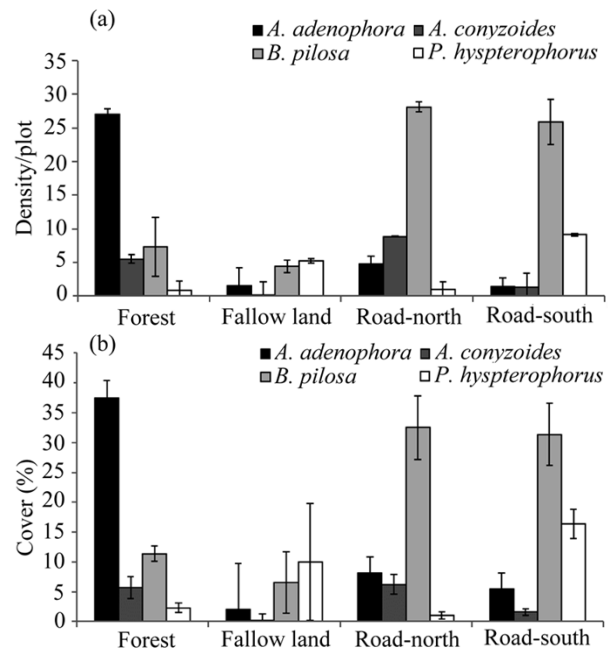 (a)
A. adenophora A. conyzoides
B. pilosa P. hyspterophorus
Density/plot
35
30
25
20
15
10
5
0
Forest Fallow land Road-north Road-south
(b)
A. adenophora A. conyzoides
B. pilosa P. hyspterophorus
Cover (%)
45
40
35
30
25
20
15
10
5
0
Forest Fallow land Road-north Road-south